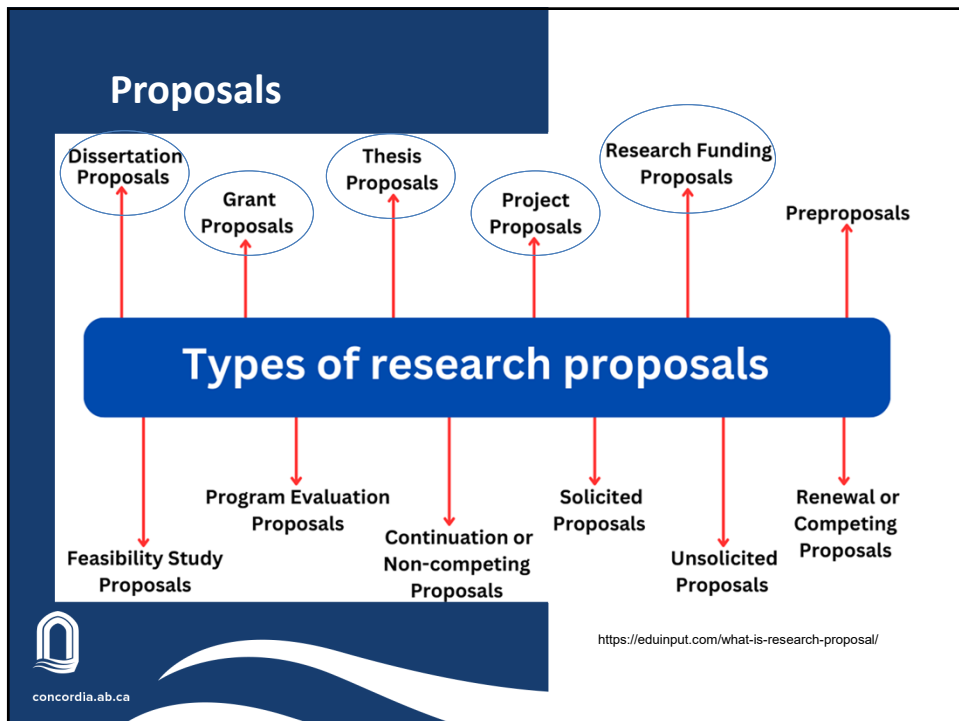 Proposals
Dissertation
Proposals
Grant
Proposals
Thesis
Proposals
Project
Proposals
Research Funding
Proposals
Preproposals
Types of research proposals
Feasibility Study
Proposals
Program Evaluation
Proposals
Continuation or
Non-competing
Proposals
Solicited
Proposals
Unsolicited
Proposals
Renewal or
Competing
Proposals
https://eduinput.com/what-is-research-proposal/
concordia.ab.ca